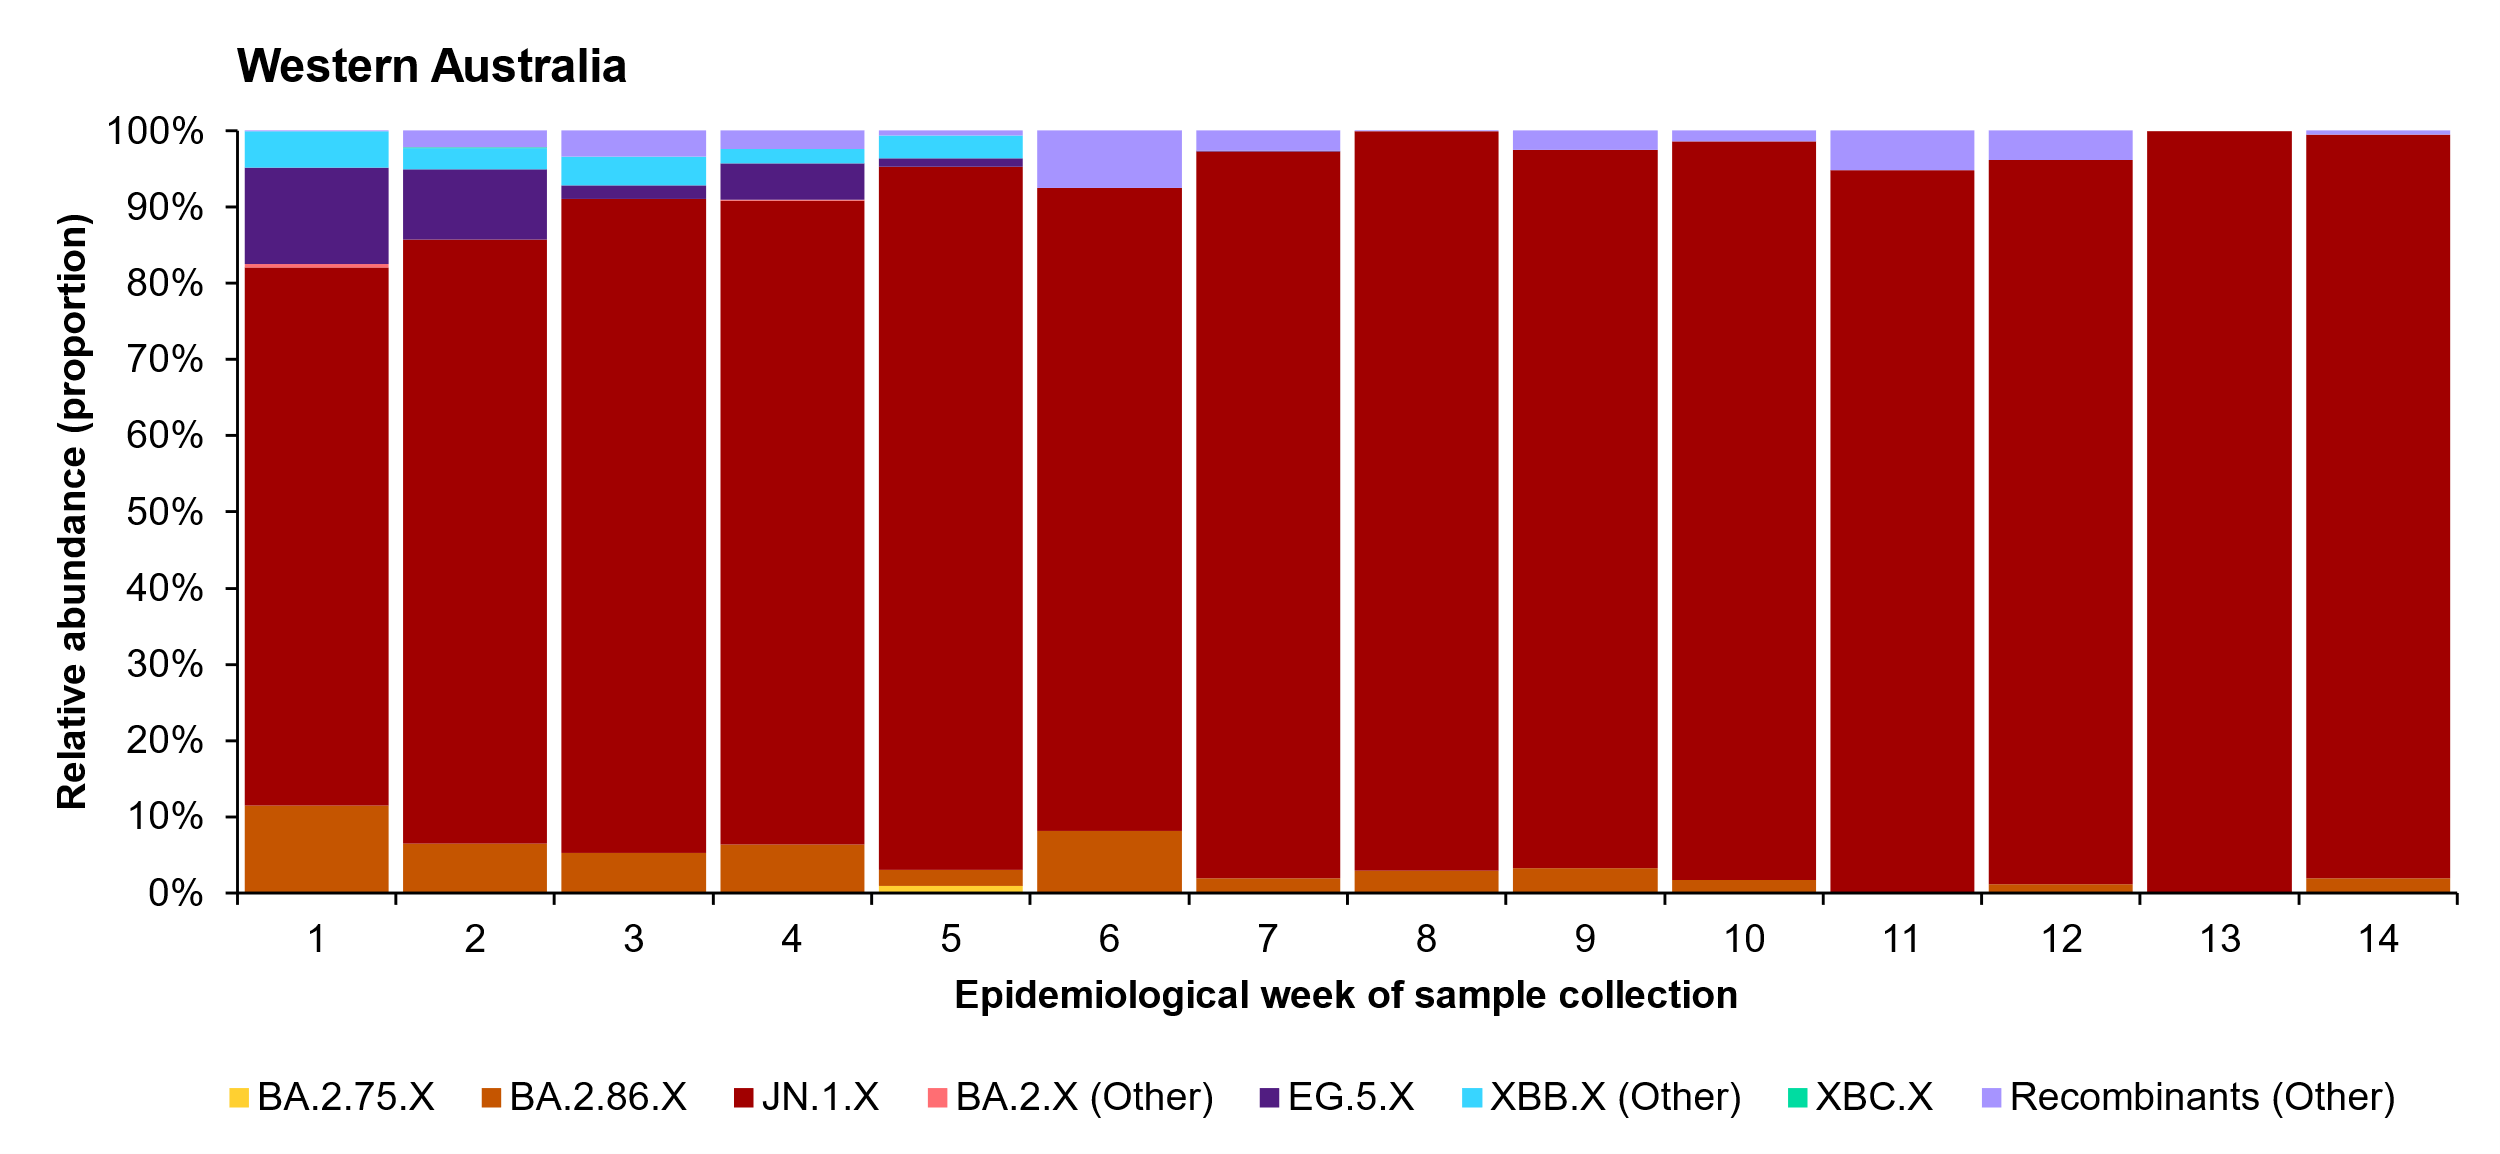 Western Australia
Relative abundance (proportion)
100%
90%
80%
70%
60%
50%
40%
30%
20%
10%
0%
1 2 3 4 5 6 7 8 9 10 11 12 13 14
Epidemiological week of sample collection
BA.2.75.X BA.2.86.X JN.1.X BA.2.X (Other) EG.5.X XBB.X (Other) XBC.X Recombinants (Other)